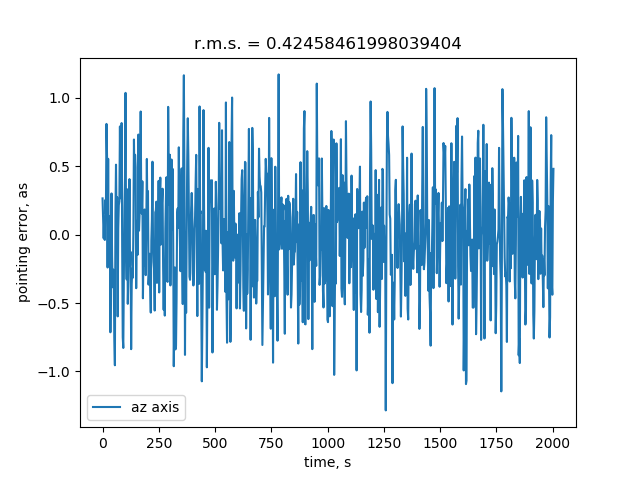 r.m.s. = 0.42458461998039404
pointing error, as
1.0
0.5
0.0
−0.5
−1.0
az axis
0 250 500 750 1000 1250 1500 1750 2000
time, s